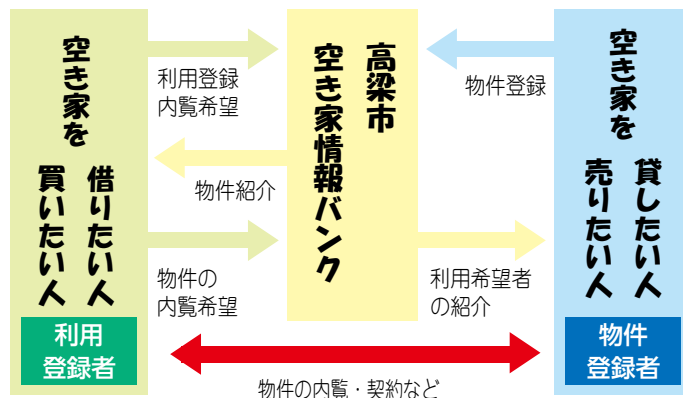 空き家を
借りたい人
買いたい人
利用
登録者
利用登録
内覧希望
物件紹介
物件の
内覧希望
高梁市
空き家情報バンク
物件登録
利用希望者
の紹介
空き家を
貸したい人
売りたい人
物件
登録者
物件の内覧・契約など